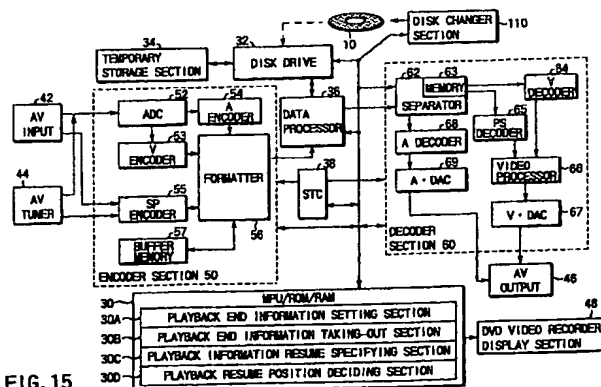 DISK CHANGER SECTION
110
10
34
32
TEMPORARY STORAGE SECTION
DISK DRIVE
42
52
54
36
62
63
64
AV INPUT
ADC
A ENCODER
DATA PROCESSOR
MEMORY
SEPARATOR
V DECODER
65
53
68
PS DECODER
V ENCODER
A DECODER
44
38
69
FORMATTER
AV TUNER
55
STC
A・DAC
VIDEO PROCESSOR
66
SP ENCODER
57
56
V・DAC
67
BUFFER MEMORY
DECODER SECTION 60
ENCODER SECTION 50
AV OUTPUT
46
30
MPU/ROM/RAM
48
30A
PLAYBACK END INFORMATION SETTING SECTION
30B
PLAYBACK END INFORMATION TAKING-OUT SECTION
DVD VIDEO RECORDER DISPLAY SECTION
30C
PLAYBACK INFORMATION RESUME SPECIFYING SECTION
30D
PLAYBACK RESUME POSITION DECIDING SECTION
FIG. 15